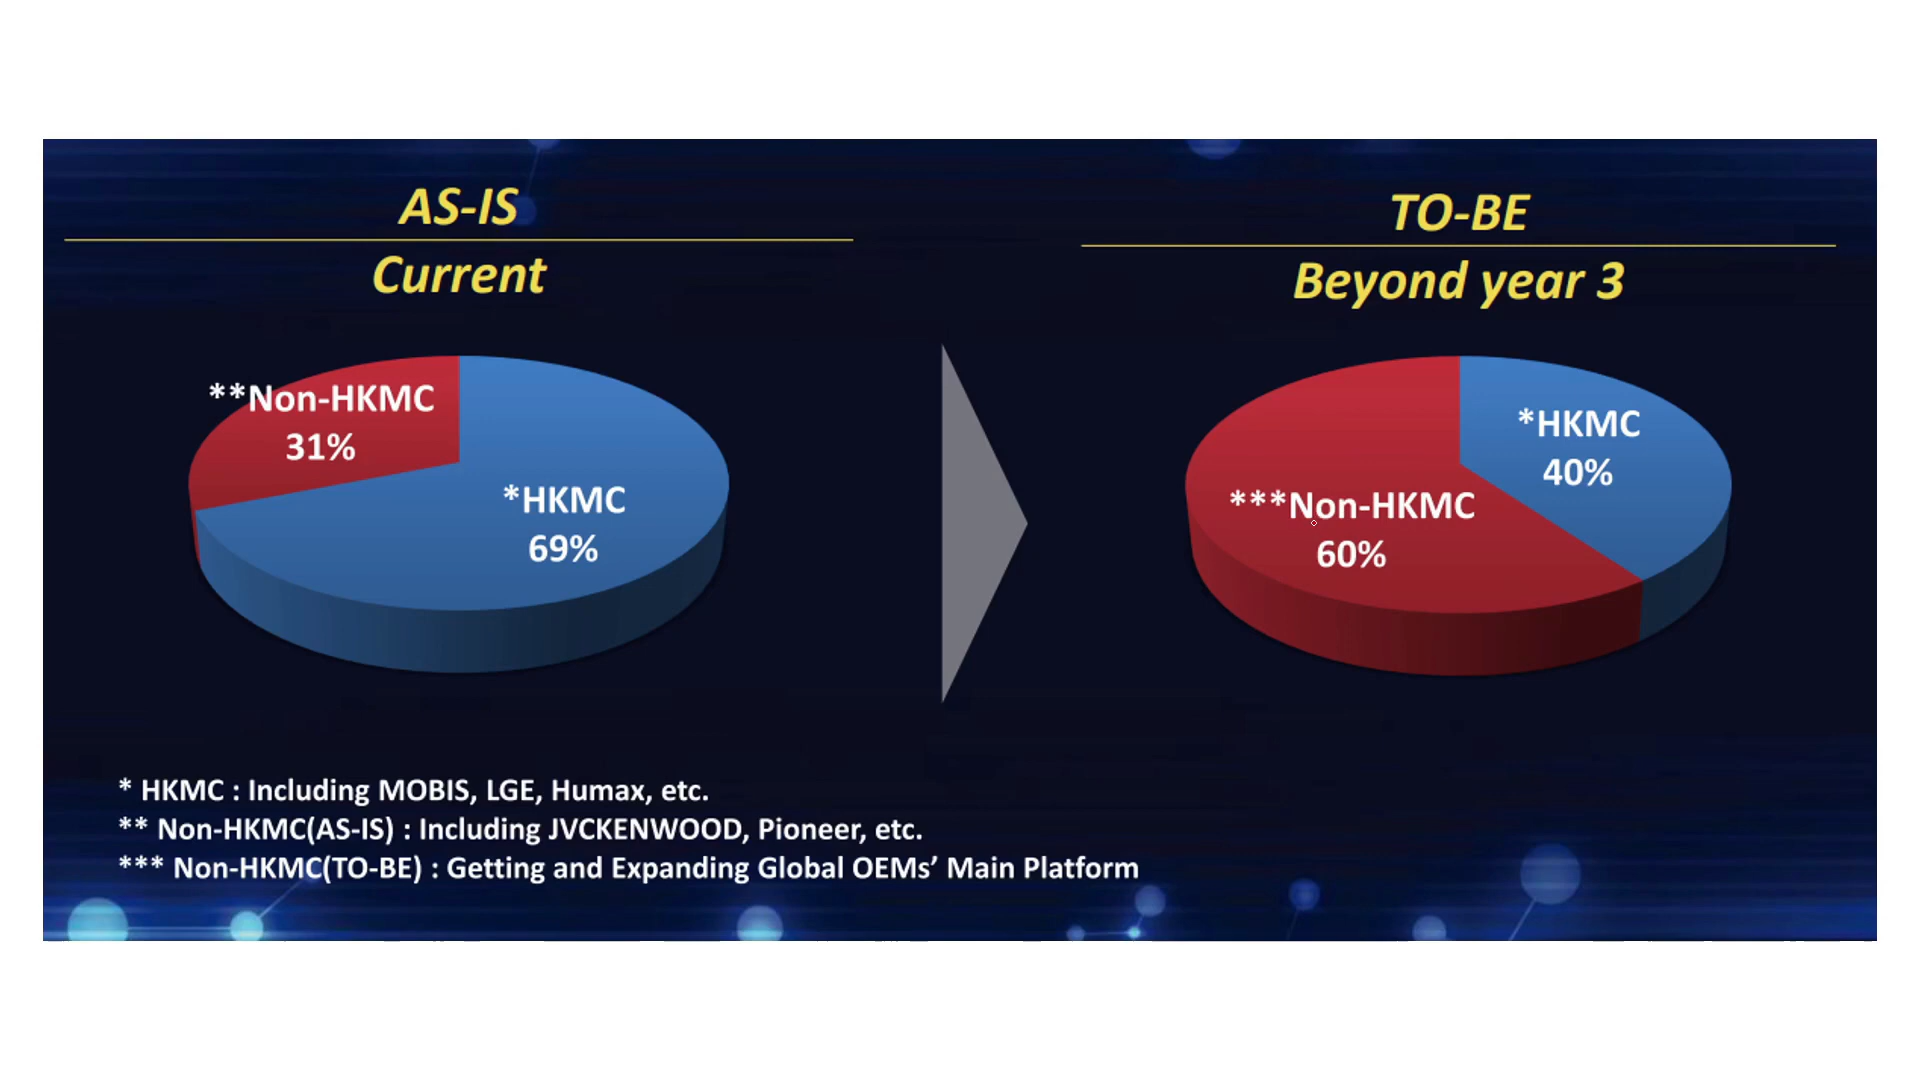 AS-IS
Current
**Non-HKMC
31%
*HKMC
69%
TO-BE
Beyond year 3
*HKMC
40%
***Non-HKMC
60%
* HKMC : Including MOBIS, LGE, Humax, etc.
** Non-HKMC(AS-IS) : Including JVCKENWOOD, Pioneer, etc.
*** Non-HKMC(TO-BE) : Getting and Expanding Global OEMs’ Main Platform